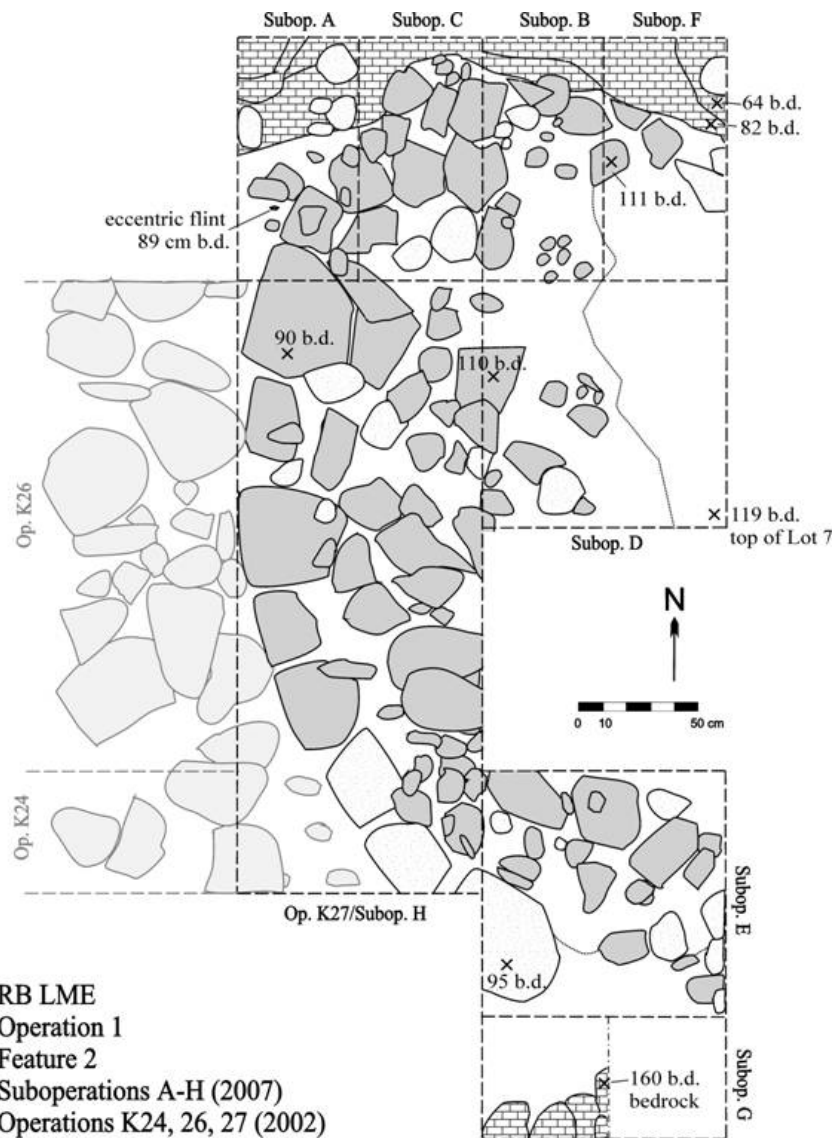 Subop. A
Subop. C
Subop. B
Subop. F
64 b.d.
82 b.d.
111 b.d.
eccentric flint
89 cm b.d.
90 b.d.
110 b.d.
Op. K26
119 b.d.
top of Lot 7
Subop. D
N
0 10 50 cm
Op. K24
Op. K27/Subop. H
Subop. E
95 b.d.
Subop. G
160 b.d.
bedrock
RB LME
Operation 1
Feature 2
Suboperations A-H (2007)
Operations K24, 26, 27 (2002)